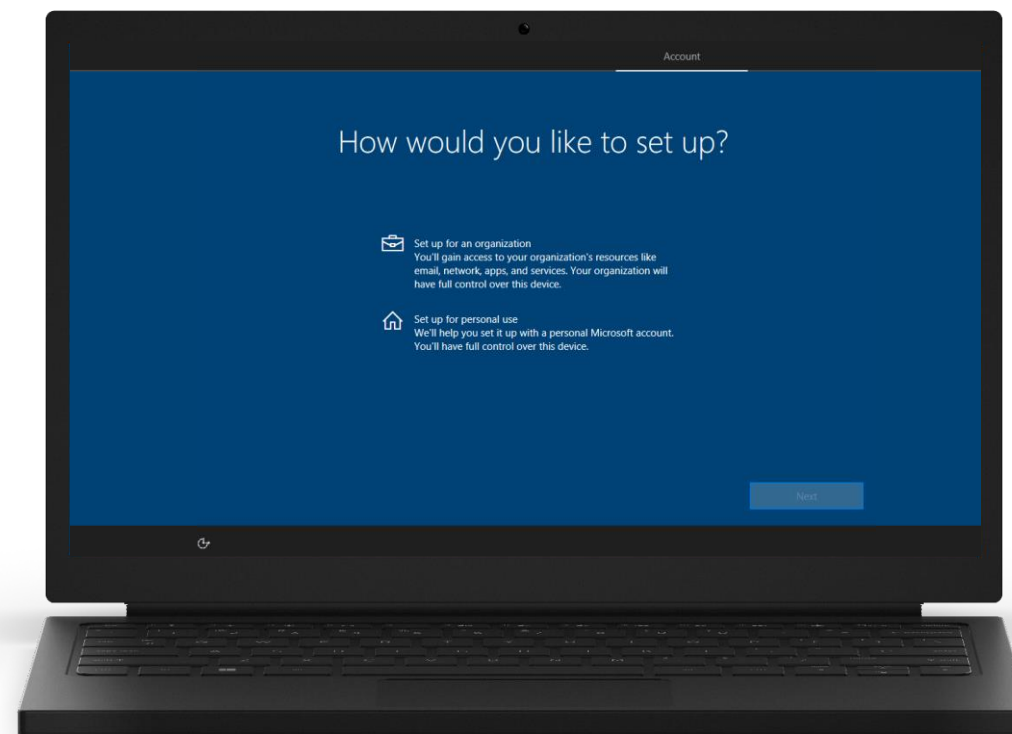 Account
How would you like to set up?
Set up for an organization
You'll gain access to your organization's resources like
email, network, apps, and services. Your organization will
have full control over this device.
Set up for personal use
We'll help you set it up with a personal Microsoft account.
You'll have full control over this device.
Next